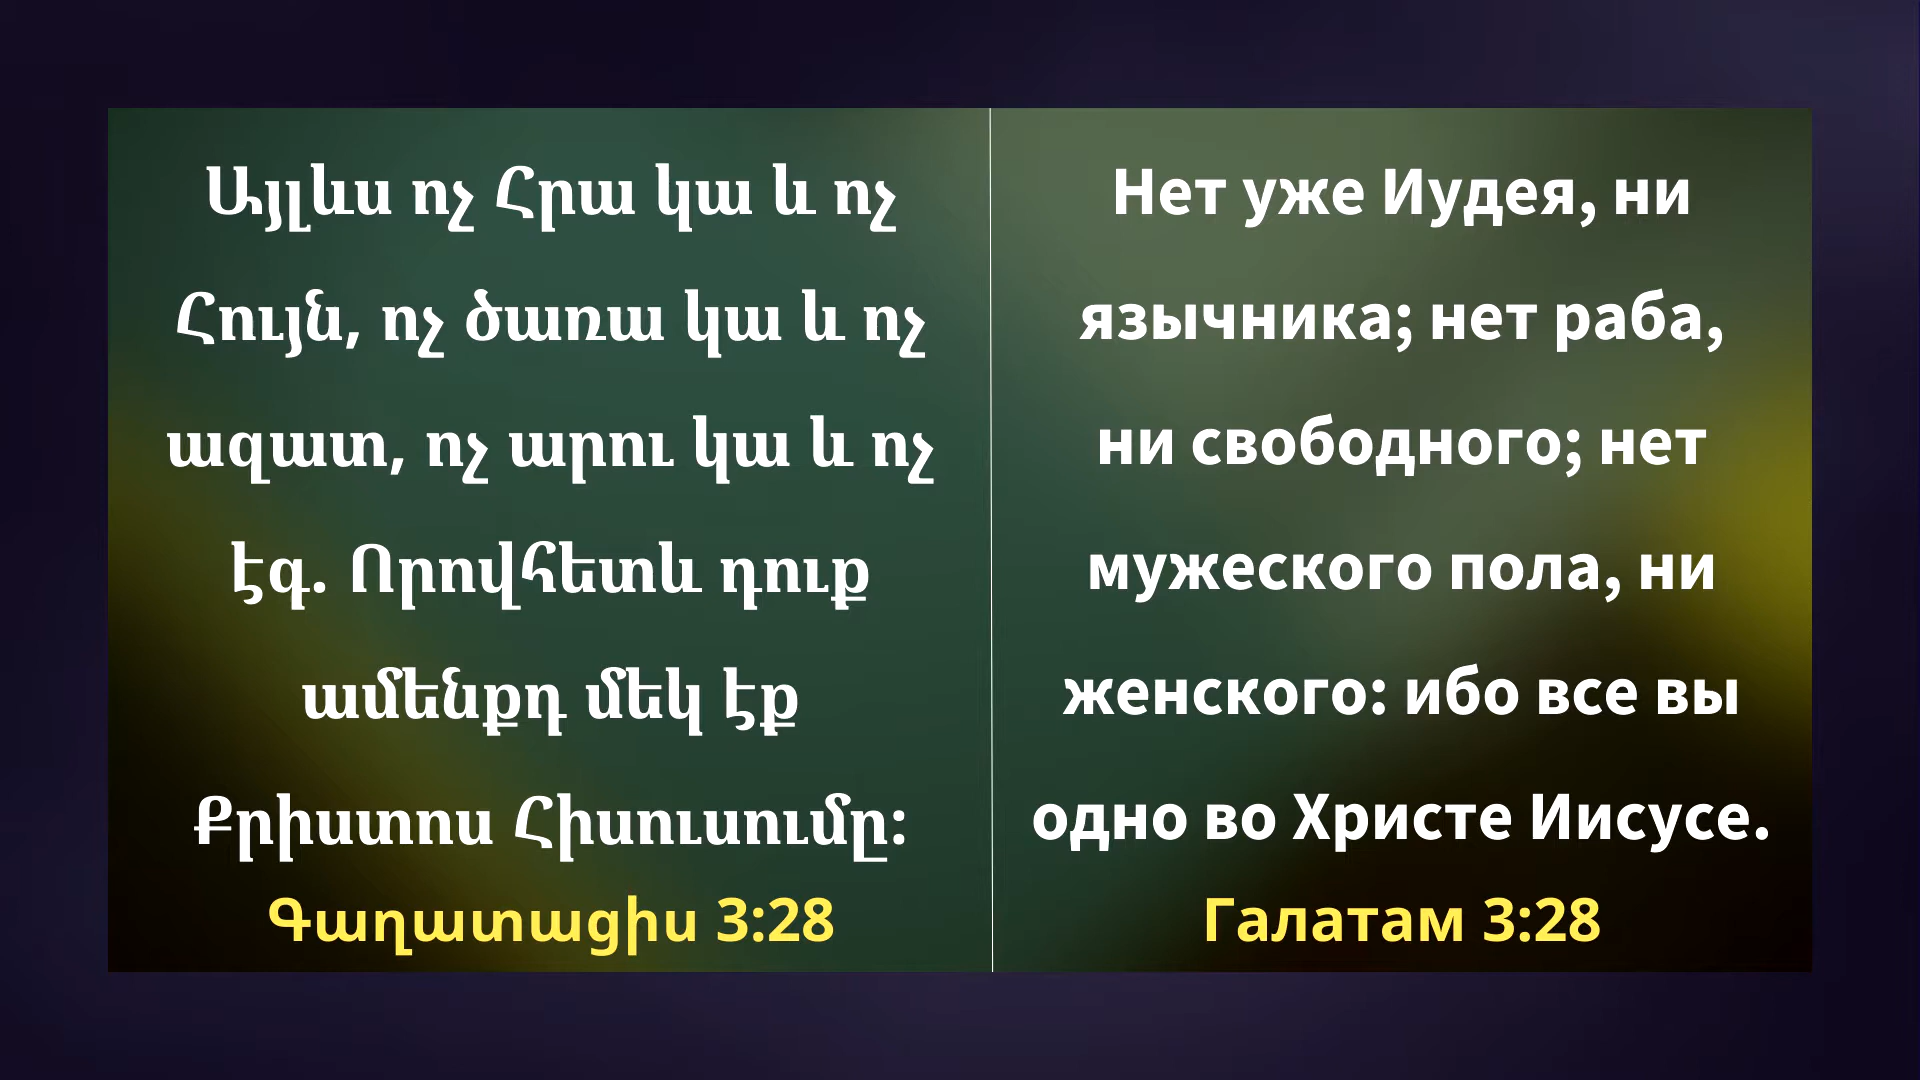 Այլևս ոչ Հրա կա և ոչ
Հույն, ոչ ծառա կա և ոչ
ազատ, ոչ արու կա և ոչ
էգ. Որովհետև դուք
ամենքդ մեկ էք
Քրիստոս Հիսուսումը:
Գաղատացիս 3:28
Нет уже Иудея, ни
язычника; нет раба,
ни свободного; нет
мужеского пола, ни
женского: ибо все вы
одно во Христе Иисусе.
Галатам 3:28